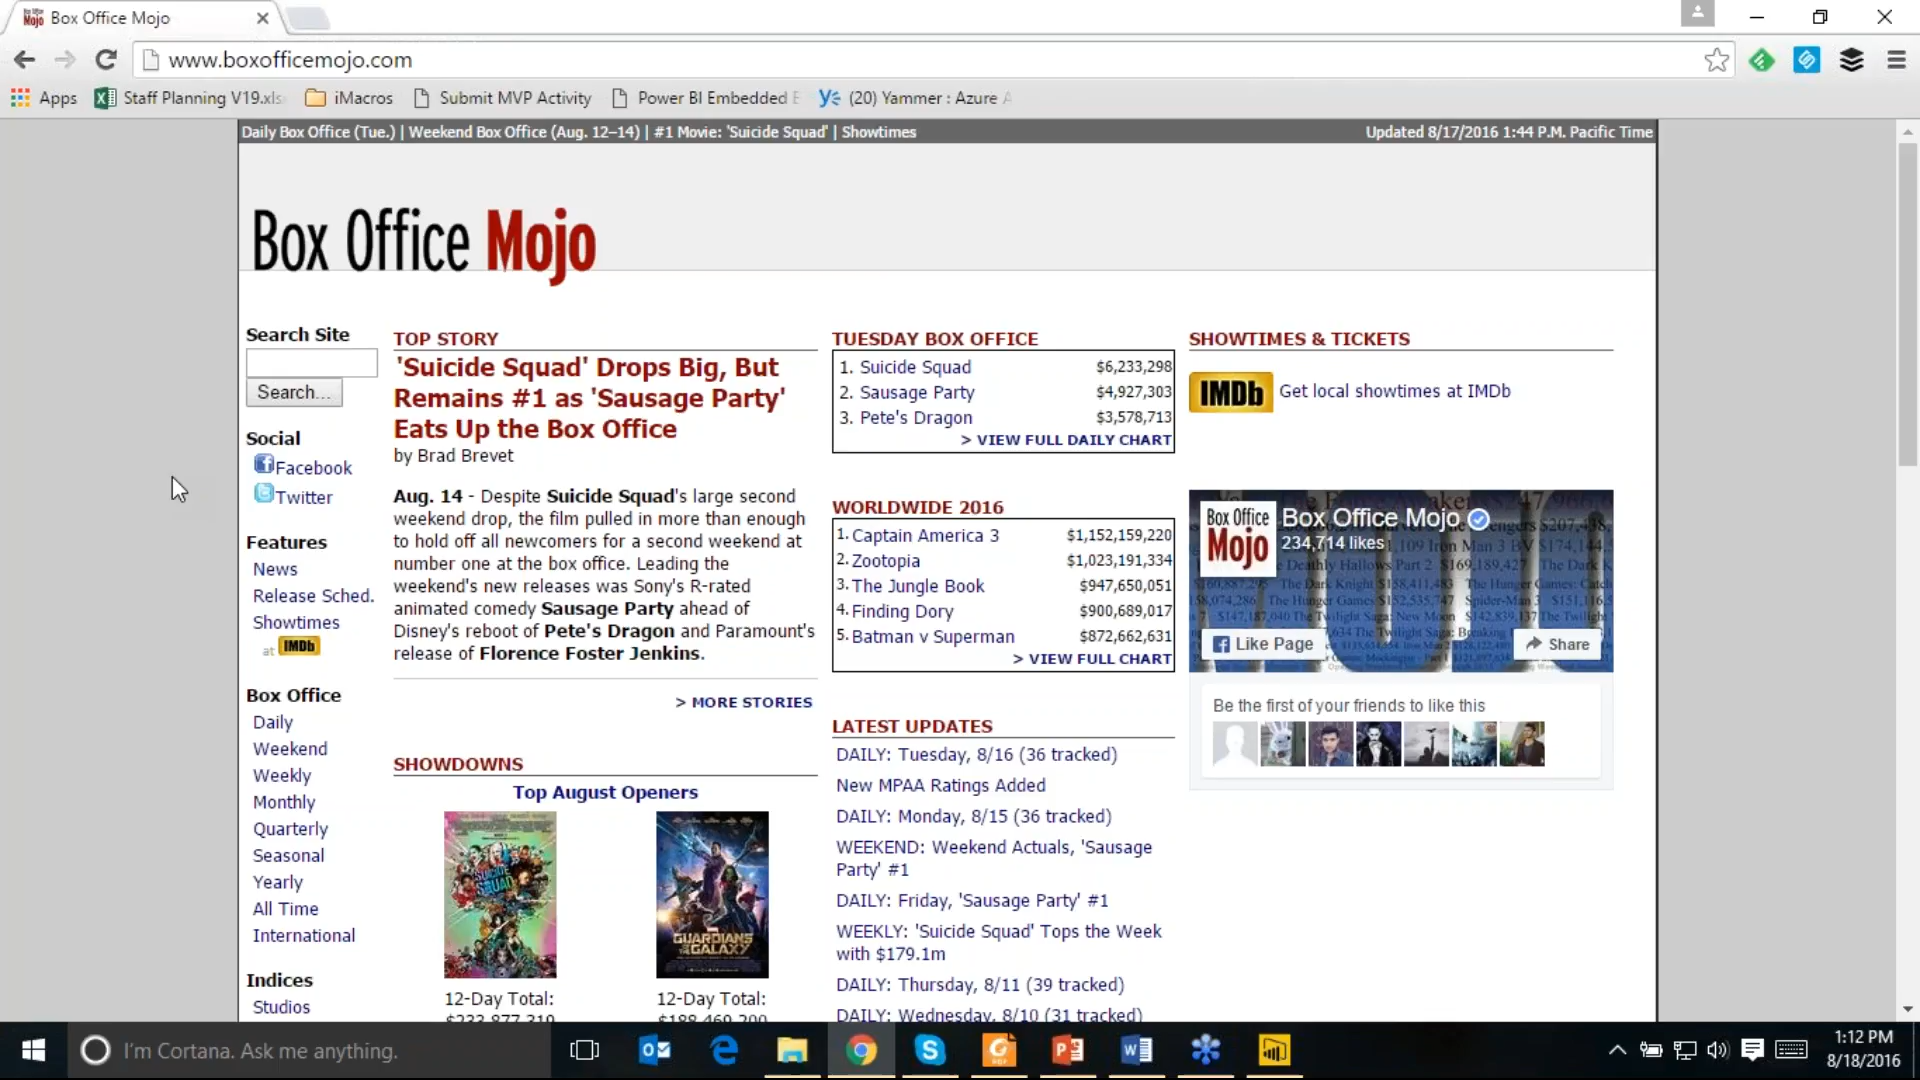 Box Office Mojo
www.boxofficemojo.com
Apps
Staff Planning V19.xls
iMacros
Submit MVP Activity
Power BI Embedded E
(20) Yammer : Azure A
Daily Box Office (Tue.) | Weekend Box Office (Aug. 12–14) | #1 Movie: 'Suicide Squad' | Showtimes
Updated 8/17/2016 1:44 P.M. Pacific Time
Box Office Mojo
Search Site
Search...
Social
Facebook
Twitter
Features
News
Release Sched.
Showtimes
at IMDb
Box Office
Daily
Weekend
Weekly
Monthly
Quarterly
Seasonal
Yearly
All Time
International
Indices
Studios
TOP STORY
'Suicide Squad' Drops Big, But
Remains #1 as 'Sausage Party'
Eats Up the Box Office
by Brad Brevet
Aug. 14 - Despite Suicide Squad's large second
weekend drop, the film pulled in more than enough
to hold off all newcomers for a second weekend at
number one at the box office. Leading the
weekend's new releases was Sony's R-rated
animated comedy Sausage Party ahead of
Disney's reboot of Pete's Dragon and Paramount's
release of Florence Foster Jenkins.
> MORE STORIES
SHOWDOWNS
Top August Openers
SUICIDE SQUAD
GUARDIANS OF THE GALAXY
12-Day Total:
$233,877,319
12-Day Total:
$188,469,200
TUESDAY BOX OFFICE
1. Suicide Squad $6,233,298
2. Sausage Party $4,927,303
3. Pete's Dragon $3,578,713
> VIEW FULL DAILY CHART
WORLDWIDE 2016
1. Captain America 3 $1,152,159,220
2. Zootopia $1,023,191,334
3. The Jungle Book $947,650,051
4. Finding Dory $900,689,017
5. Batman v Superman $872,662,631
> VIEW FULL CHART
LATEST UPDATES
DAILY: Tuesday, 8/16 (36 tracked)
New MPAA Ratings Added
DAILY: Monday, 8/15 (36 tracked)
WEEKEND: Weekend Actuals, 'Sausage
Party' #1
DAILY: Friday, 'Sausage Party' #1
WEEKLY: 'Suicide Squad' Tops the Week
with $179.1m
DAILY: Thursday, 8/11 (39 tracked)
DAILY: Wednesday, 8/10 (31 tracked)
SHOWTIMES & TICKETS
IMDb Get local showtimes at IMDb
Box Office Mojo
Box Office Mojo
234,714 likes
Like Page
Share
Be the first of your friends to like this
I'm Cortana. Ask me anything.
1:12 PM
8/18/2016